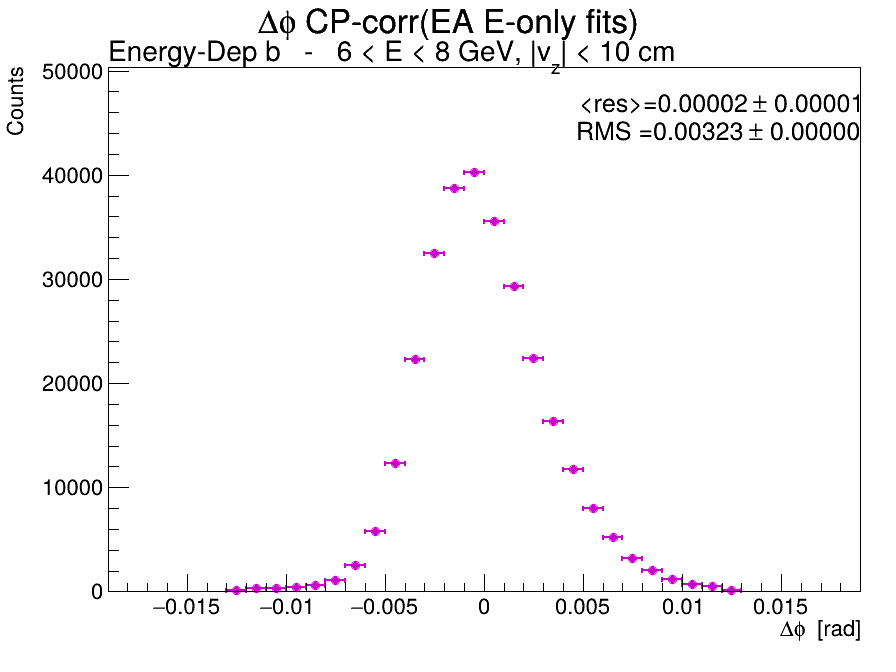 Δϕ CP-corr(EA E-only fits)
Energy-Dep b - 6 < E < 8 GeV, |v_z| < 10 cm
Counts
<res>=0.00002 ± 0.00001
RMS =0.00323 ± 0.00000
50000
40000
30000
20000
10000
0
−0.015 −0.01 −0.005 0 0.005 0.01 0.015
Δϕ [rad]